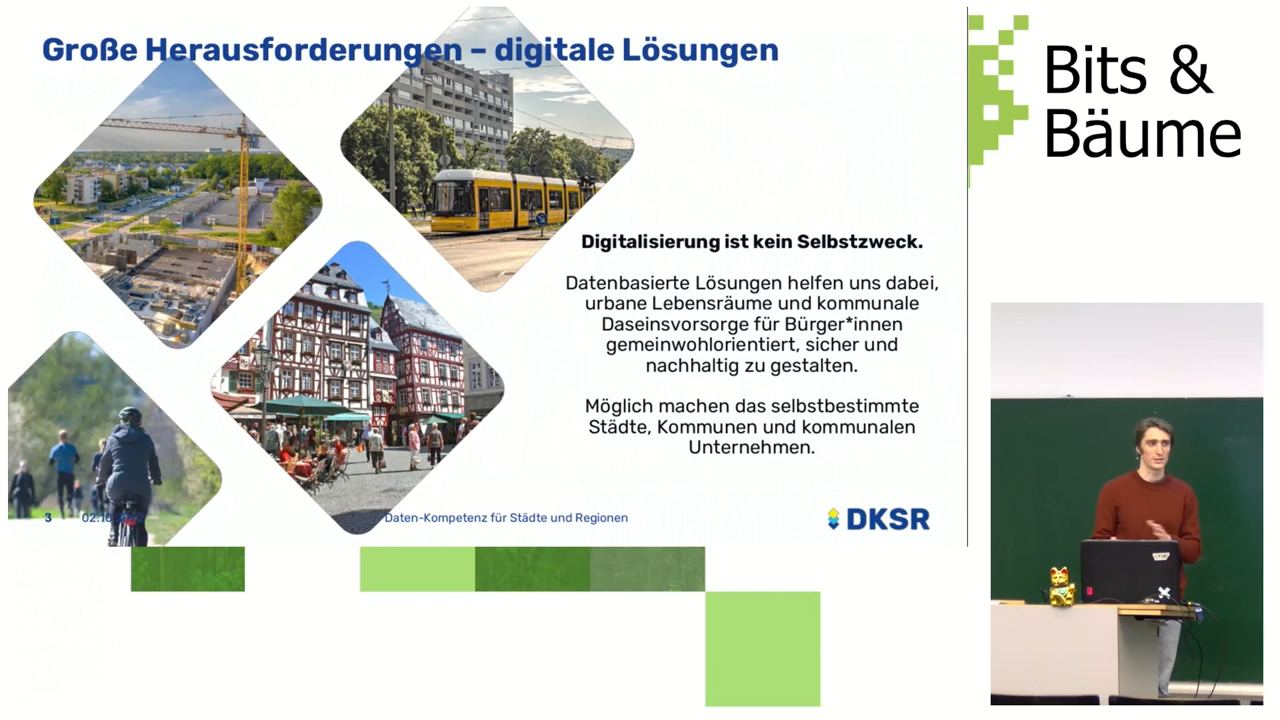 Große Herausforderungen – digitale Lösungen
Bits &
Bäume
Digitalisierung ist kein Selbstzweck.
Datenbasierte Lösungen helfen uns dabei,
urbane Lebensräume und kommunale
Daseinsvorsorge für Bürger*innen
gemeinwohlorientiert, sicher und
nachhaltig zu gestalten.
Möglich machen das selbstbestimmte
Städte, Kommunen und kommunalen
Unternehmen.
3
Daten-Kompetenz für Städte und Regionen
DKSR